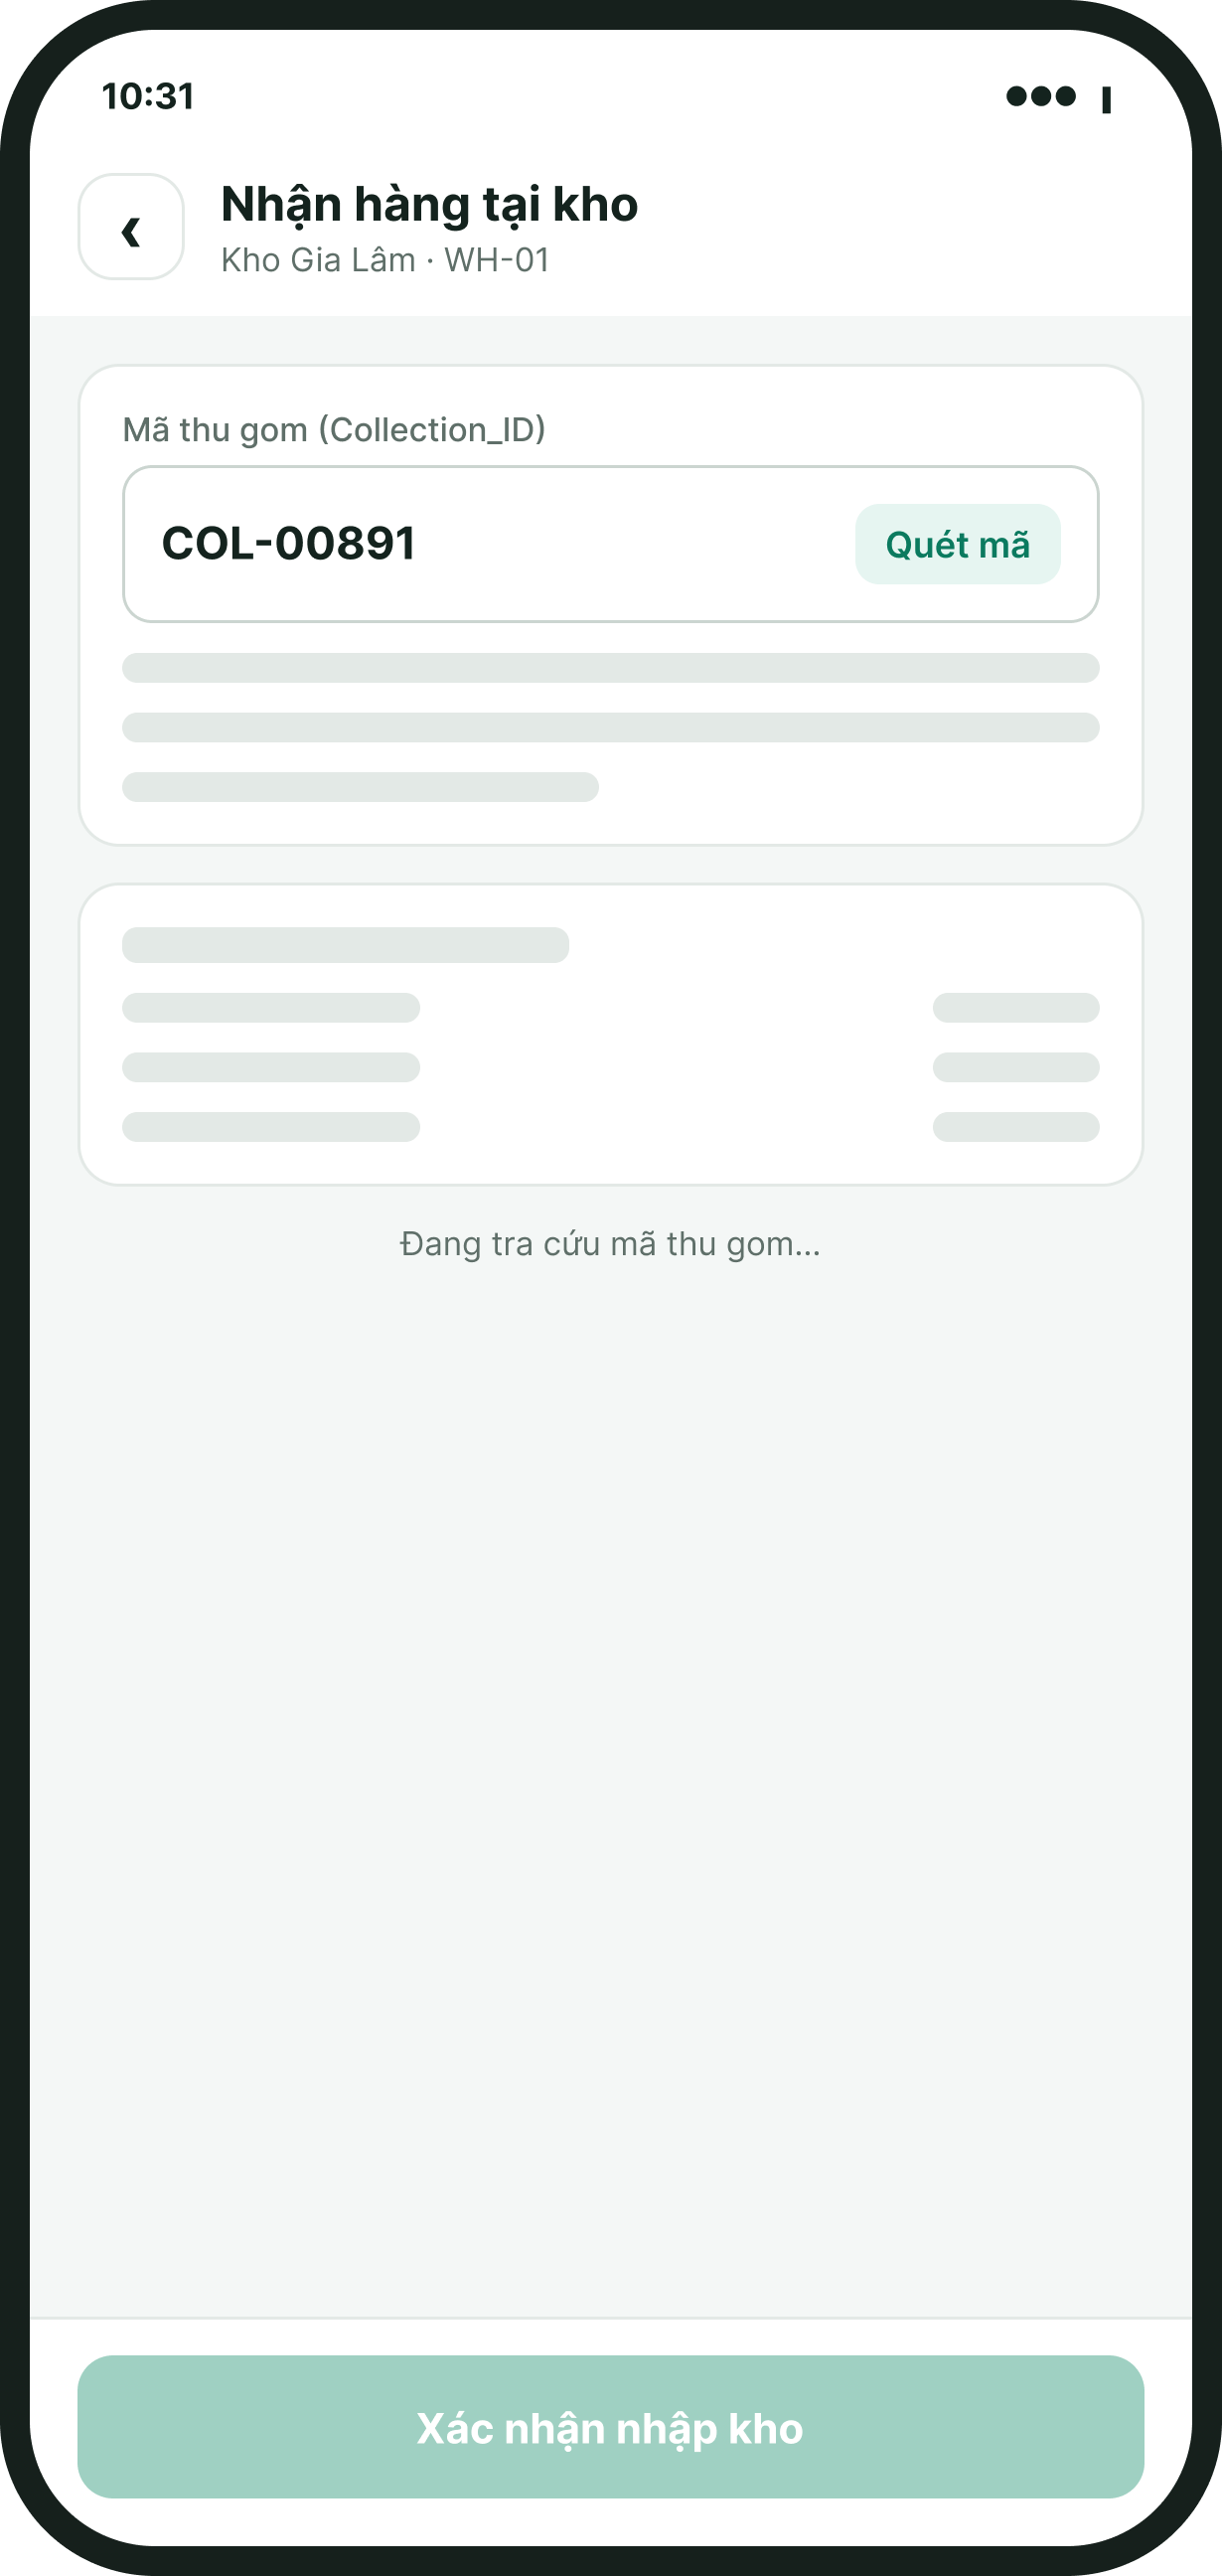 10:31
Nhận hàng tại kho
Kho Gia Lâm · WH-01
Mã thu gom (Collection_ID)
COL-00891
Quét mã
Đang tra cứu mã thu gom...
Xác nhận nhập kho